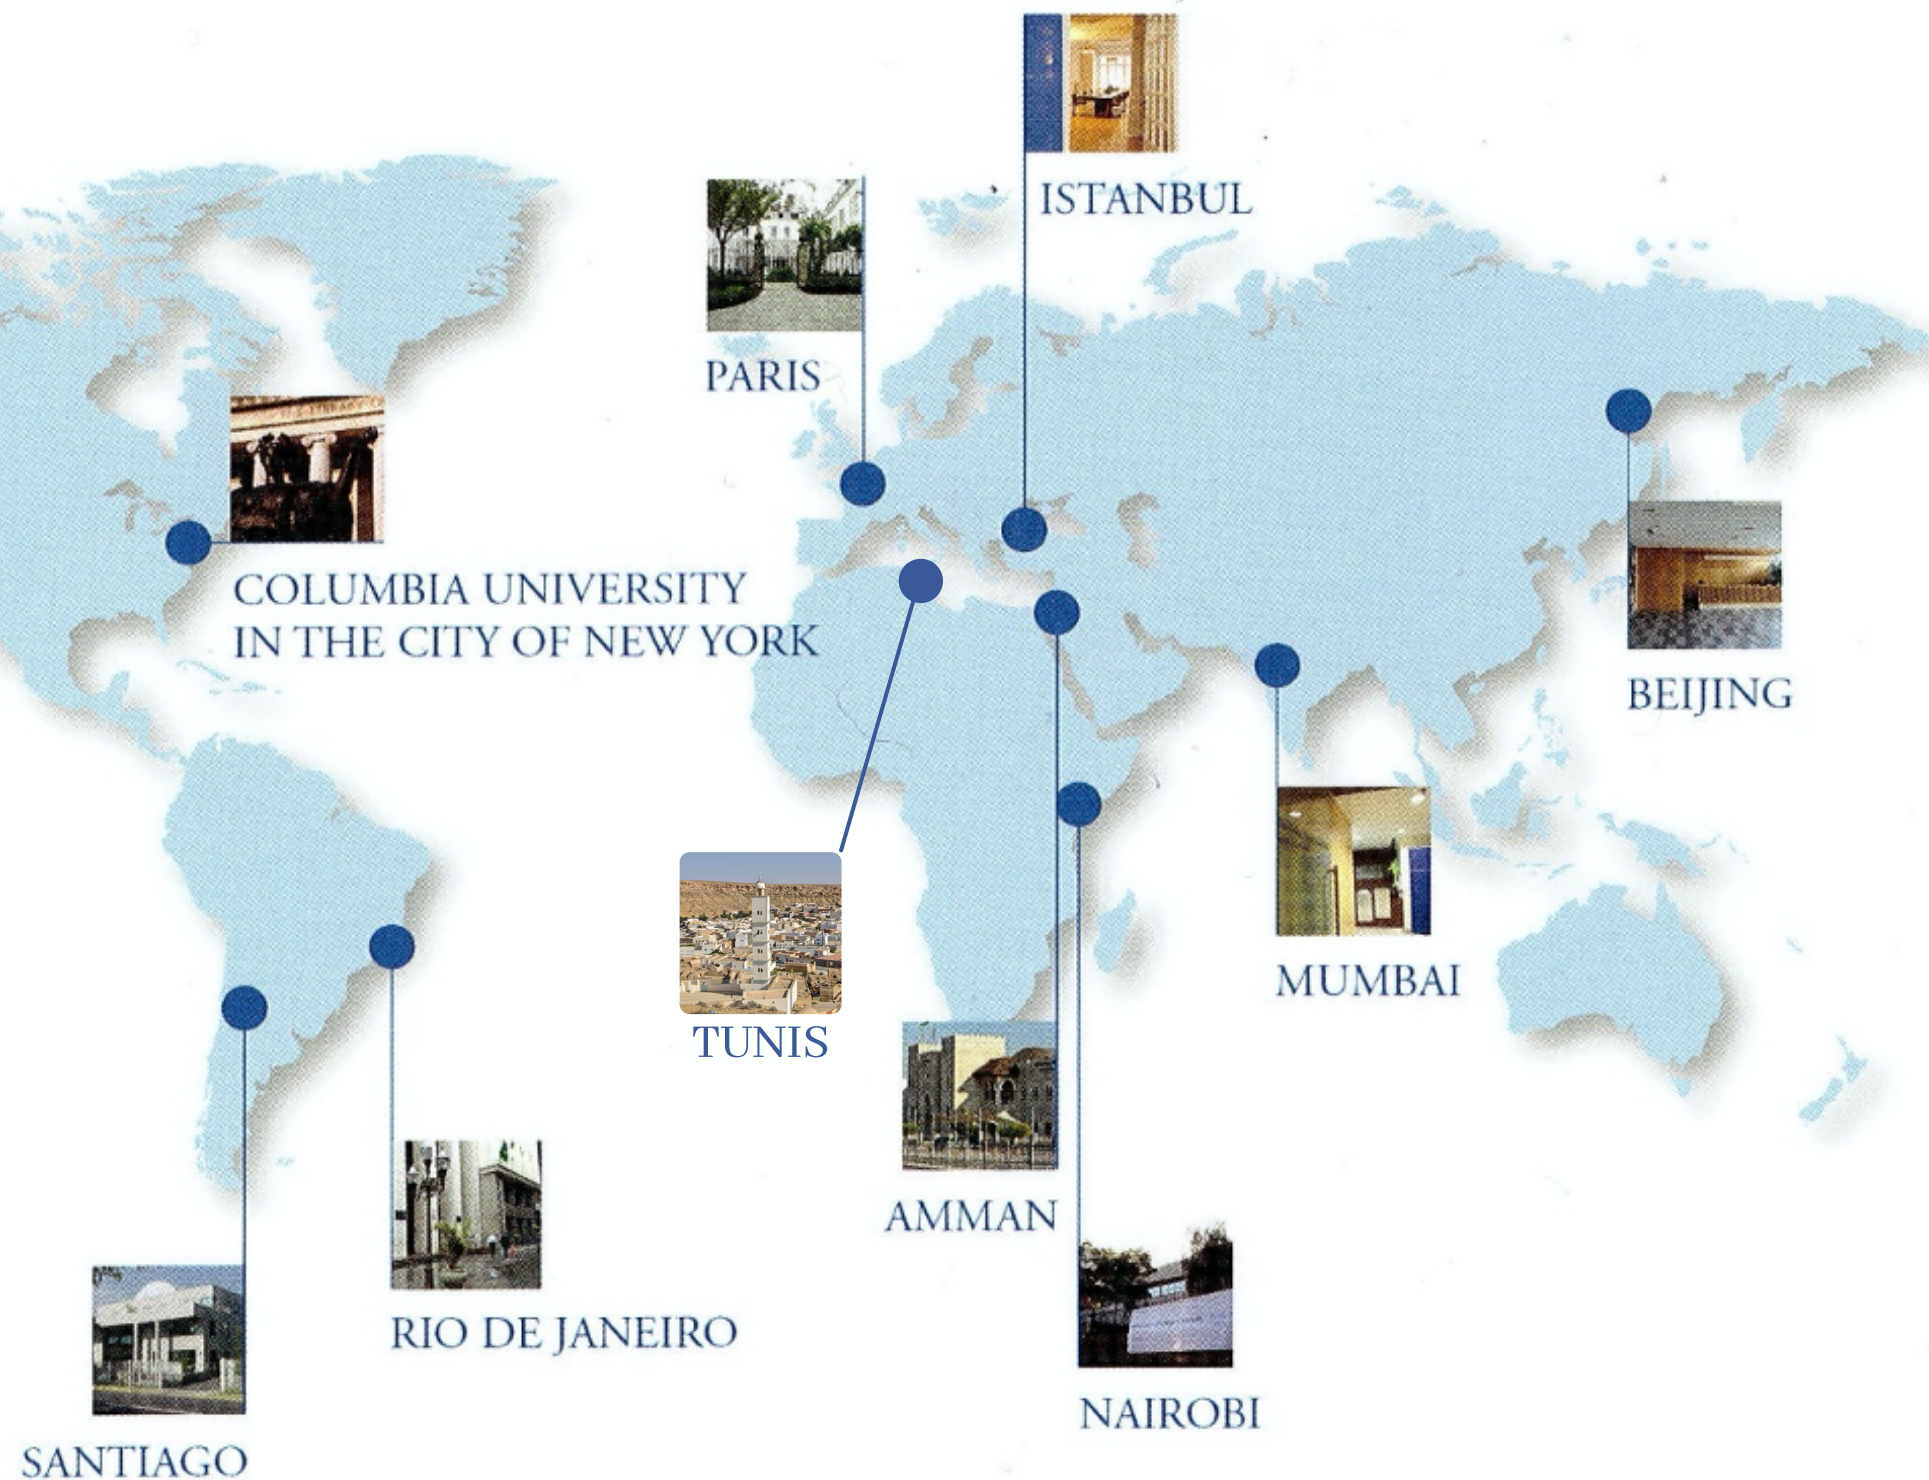 ISTANBUL
PARIS
COLUMBIA UNIVERSITY
IN THE CITY OF NEW YORK
BEIJING
MUMBAI
TUNIS
AMMAN
RIO DE JANEIRO
NAIROBI
SANTIAGO